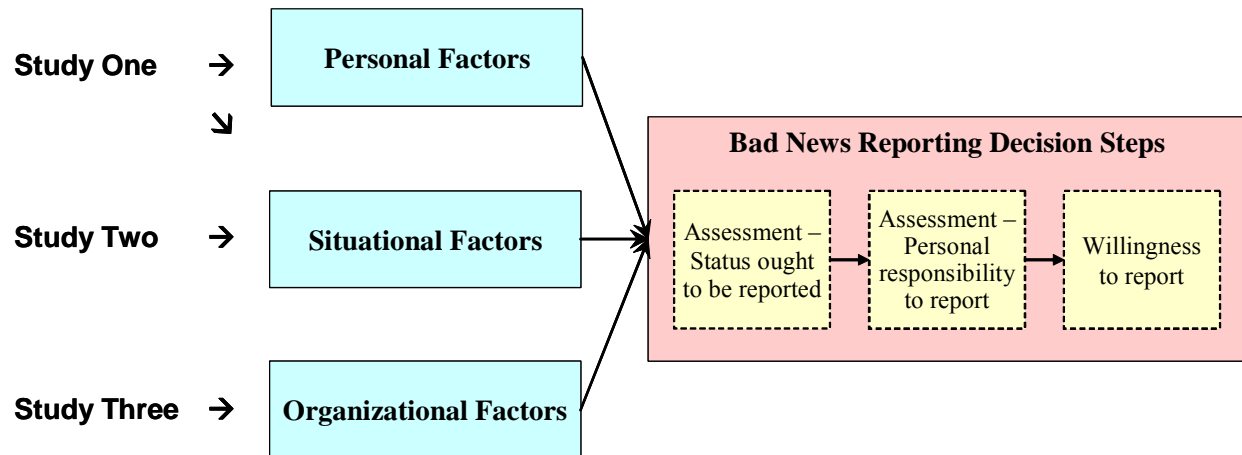 Study One →
Personal Factors
↘
Bad News Reporting Decision Steps
Study Two →
Situational Factors
Assessment –
Status ought
to be reported
Assessment –
Personal
responsibility
to report
Willingness
to report
Study Three →
Organizational Factors